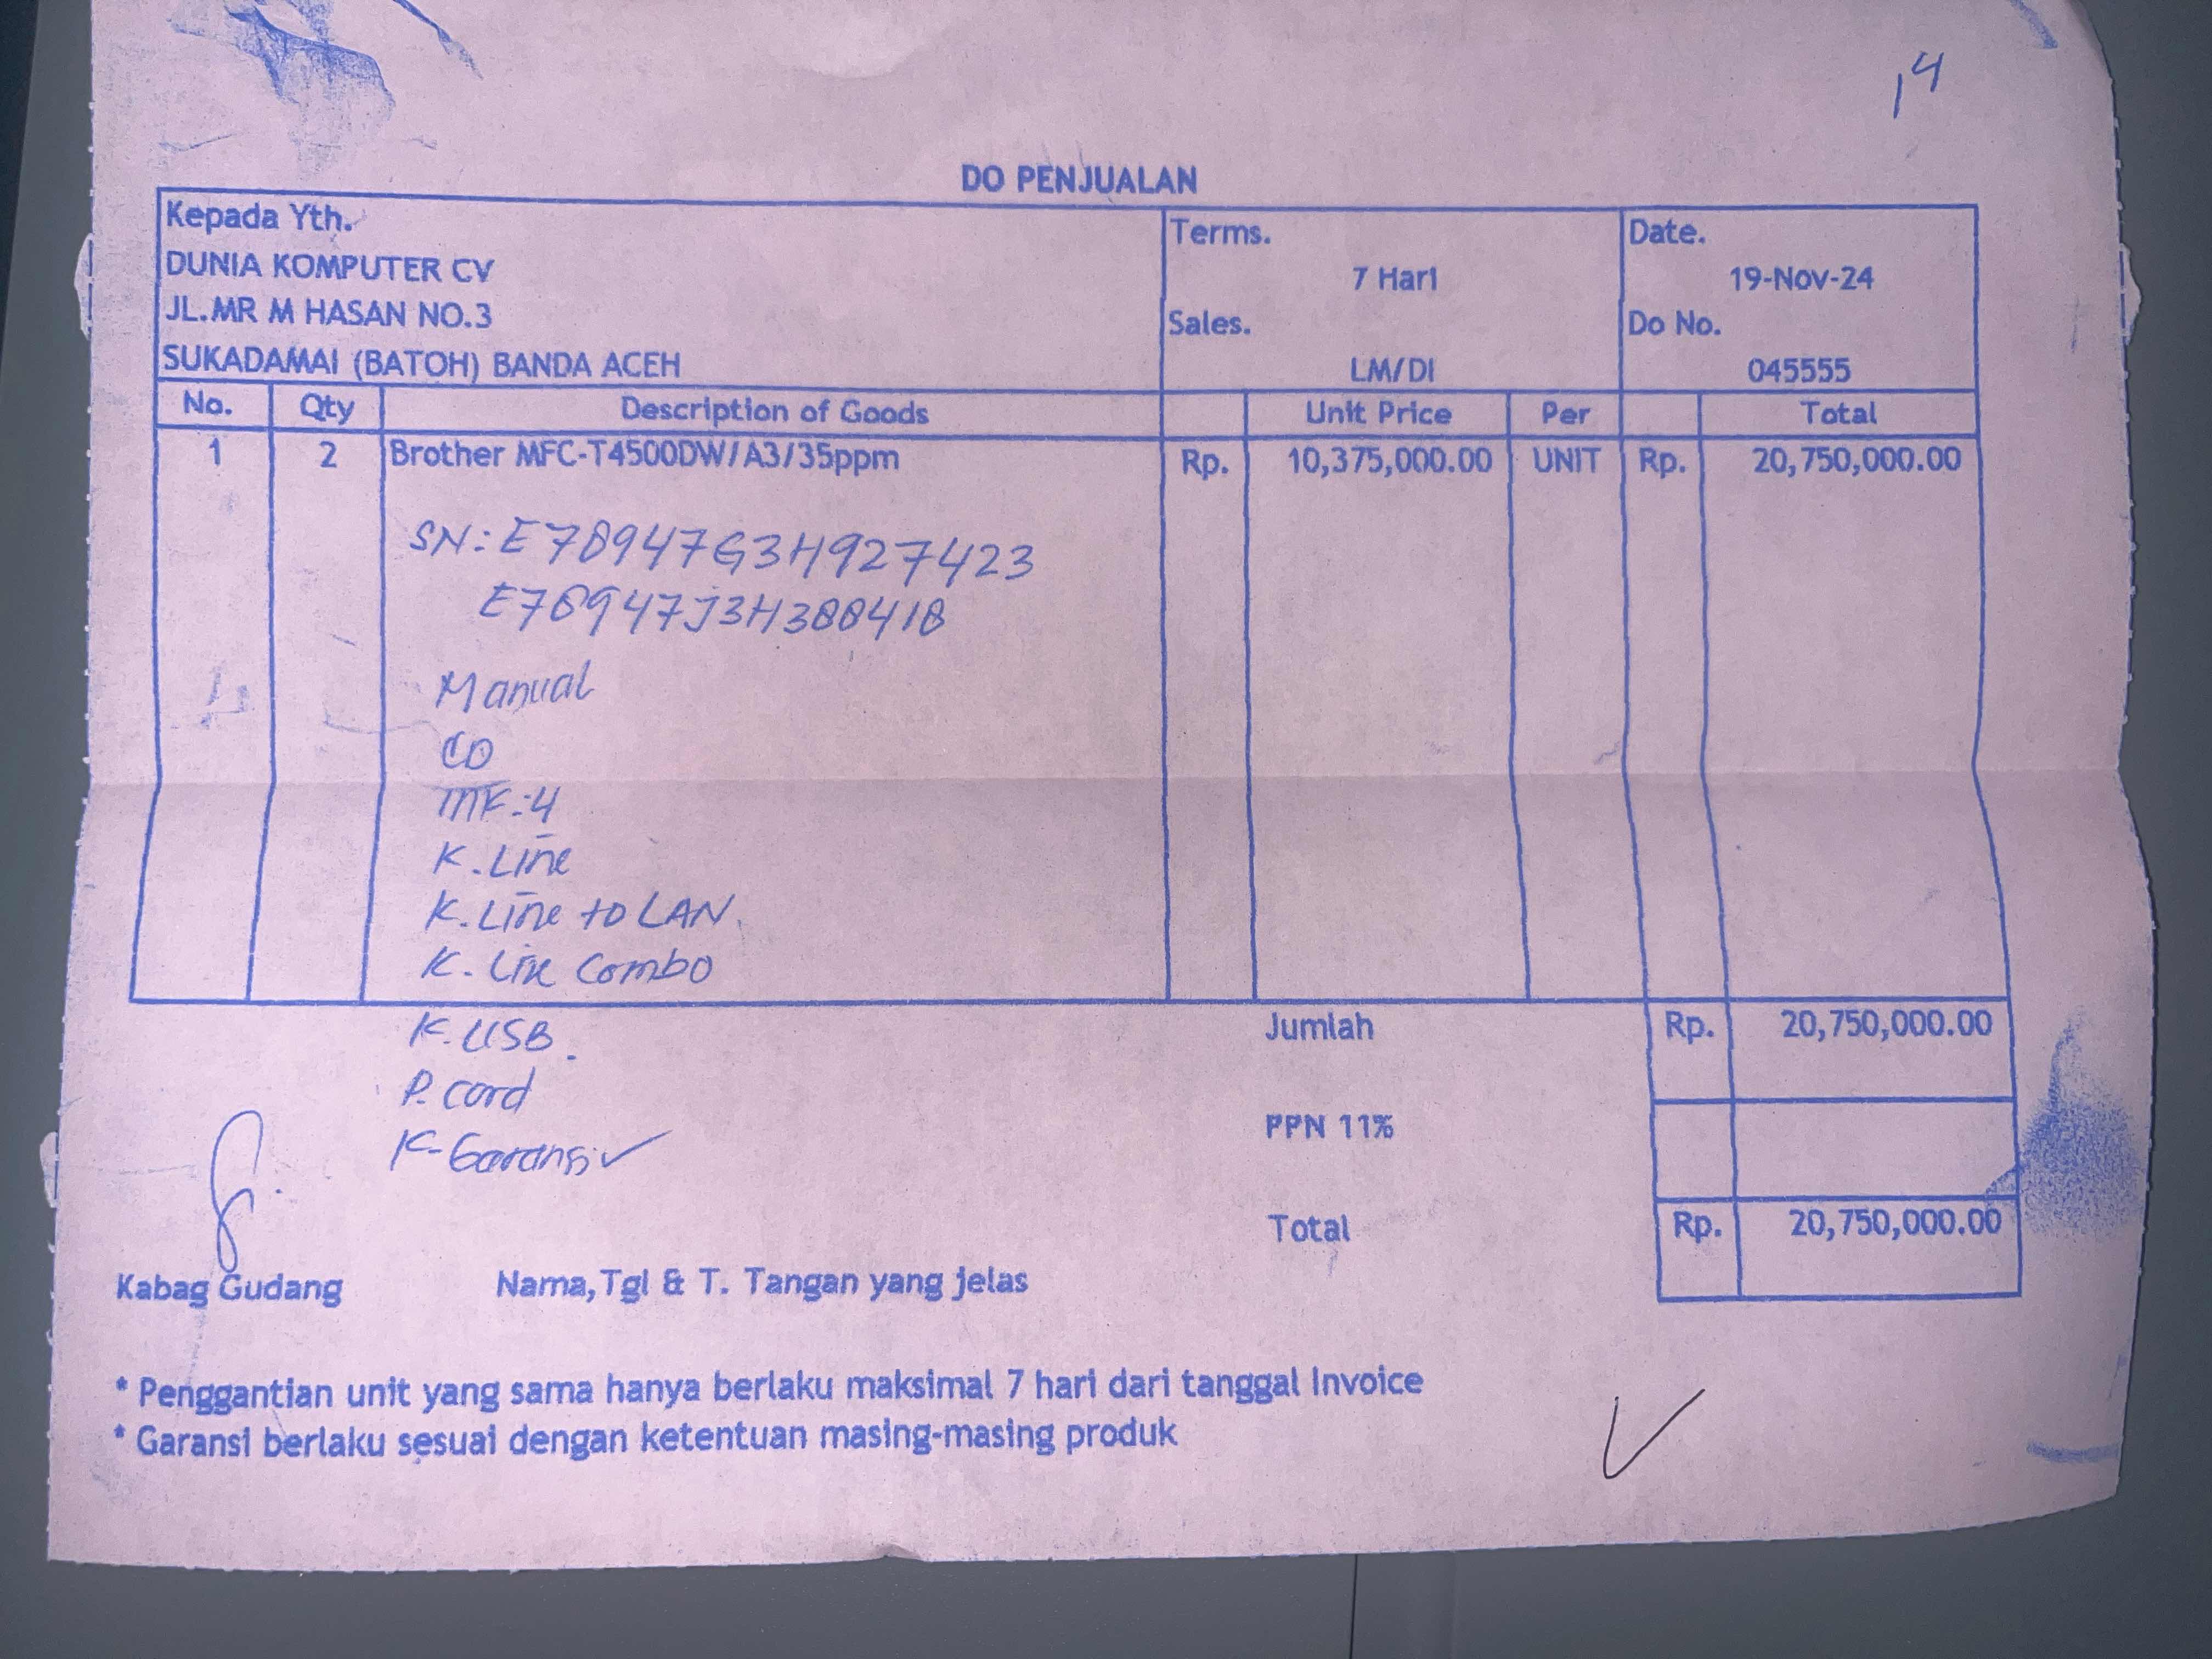 14
DO PENJUALAN
Kepada Yth.
DUNIA KOMPUTER CV
JL.MR M HASAN NO.3
SUKADAMAI (BATOH) BANDA ACEH
Terms.
7 Hari
Sales.
LM/DI
Date.
19-Nov-24
Do No.
045555
No. Qty Description of Goods Unit Price Per Total
1 2 Brother MFC-T4500DW/A3/35ppm Rp. 10,375,000.00 UNIT Rp. 20,750,000.00
SN: E78947G3H927423
E78947J3H388418
Manual
CD
MK:4
K.Line
K.Line to LAN
K. Line Combo
K.USB
P. cord
K-Garansi
Jumlah Rp. 20,750,000.00
PPN 11%
Total Rp. 20,750,000.00
Kabag Gudang Nama,Tgl & T. Tangan yang jelas
* Penggantian unit yang sama hanya berlaku maksimal 7 hari dari tanggal Invoice
* Garansi berlaku sesuai dengan ketentuan masing-masing produk